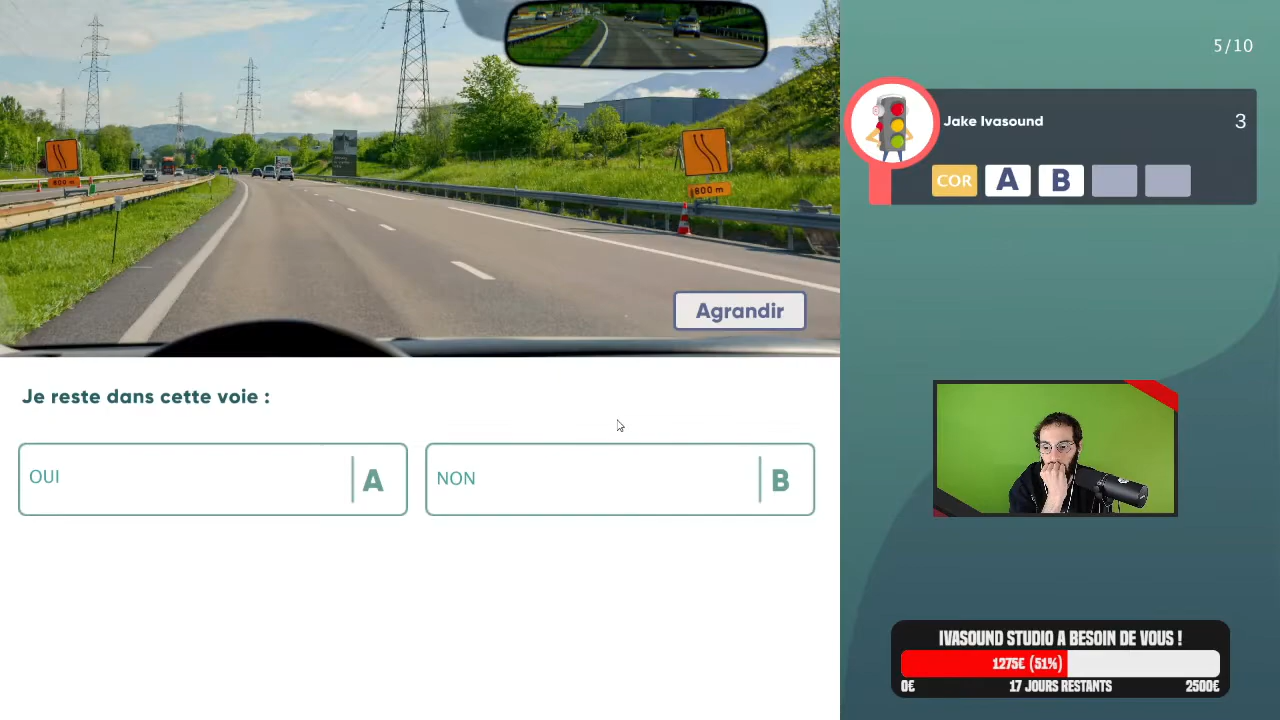 800 m
800 m
Agrandir
Je reste dans cette voie :
OUI
A
NON
B
5/10
Jake Ivasound
3
COR
A
B
IVASOUND STUDIO A BESOIN DE VOUS !
1275€ (51%)
0€
17 JOURS RESTANTS
2500€